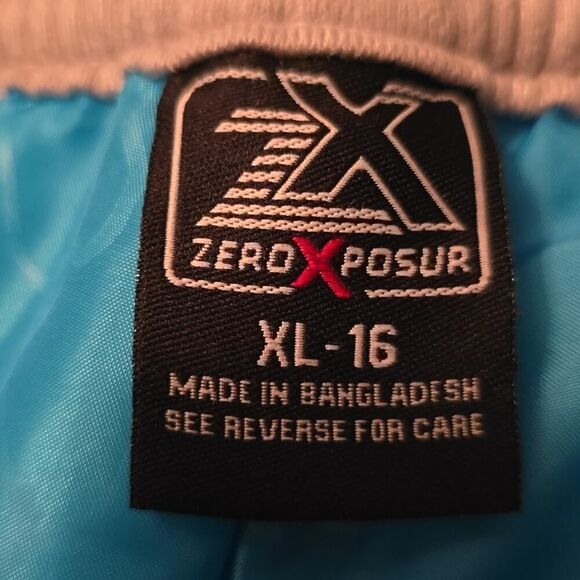 ZX
ZEROXPOSUR
XL-16
MADE IN BANGLADESH
SEE REVERSE FOR CARE